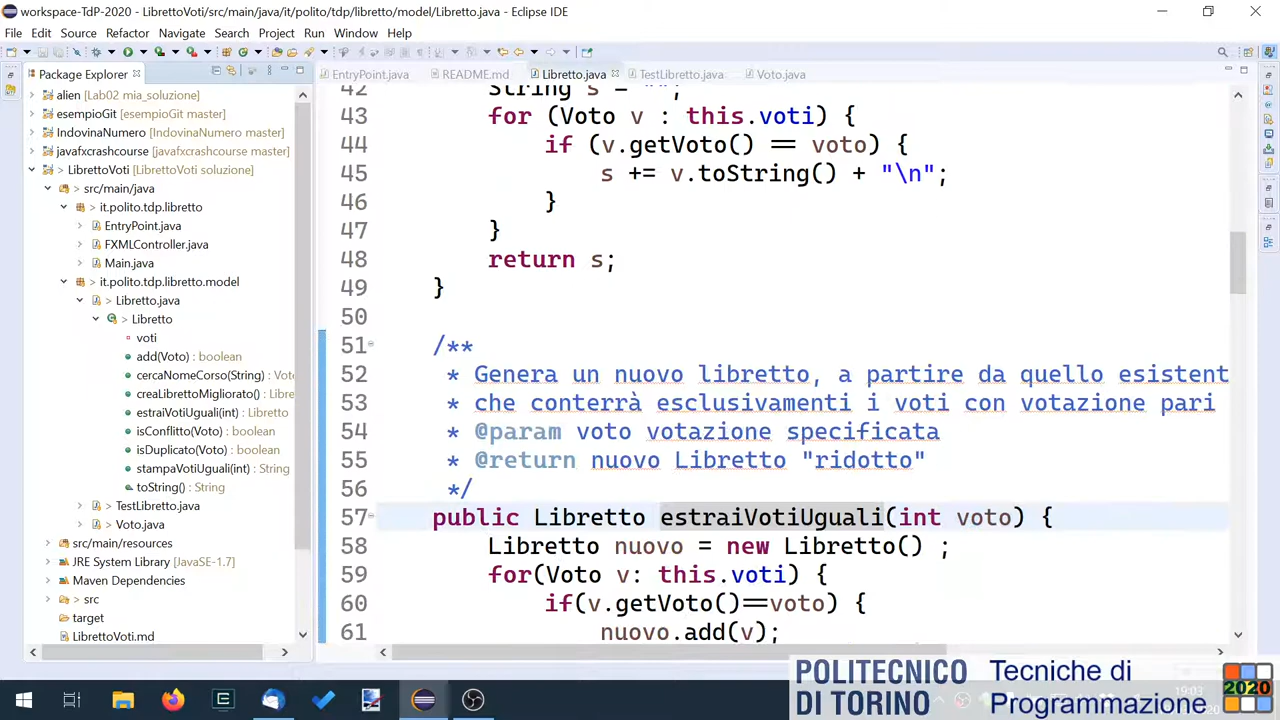 workspace-TdP-2020 - LibrettoVoti/src/main/java/it/polito/tdp/libretto/model/Libretto.java - Eclipse IDE
File Edit Source Refactor Navigate Search Project Run Window Help
Package Explorer
EntryPoint.java README.md Libretto.java TestLibretto.java Voto.java
> alien [Lab02 mia_soluzione]
> esempioGit [esempioGit master]
> IndovinaNumero [IndovinaNumero master]
> javafxcrashcourse [javafxcrashcourse master]
> LibrettoVoti [LibrettoVoti soluzione]
> src/main/java
> it.polito.tdp.libretto
EntryPoint.java
FXMLController.java
Main.java
> it.polito.tdp.libretto.model
> Libretto.java
> Libretto
voti
add(Voto) : boolean
cercaNomeCorso(String) : Vot
creaLibrettoMigliorato() : Libr
estraiVotiUguali(int) : Libretto
isConflitto(Voto) : boolean
isDuplicato(Voto) : boolean
stampaVotiUguali(int) : String
toString() : String
> TestLibretto.java
> Voto.java
src/main/resources
JRE System Library [JavaSE-1.7]
Maven Dependencies
> src
target
LibrettoVoti.md
42 String s = "";
43 for (Voto v : this.voti) {
44 if (v.getVoto() == voto) {
45 s += v.toString() + "\n";
46 }
47 }
48 return s;
49 }
50
51 /**
52 * Genera un nuovo libretto, a partire da quello esistent
53 * che conterrà esclusivamenti i voti con votazione pari
54 * @param voto votazione specificata
55 * @return nuovo Libretto "ridotto"
56 */
57 public Libretto estraiVotiUguali(int voto) {
58 Libretto nuovo = new Libretto() ;
59 for(Voto v: this.voti) {
60 if(v.getVoto()==voto) {
61 nuovo.add(v);
POLITECNICO
DI TORINO
Tecniche di
Programmazione
2020
19:03